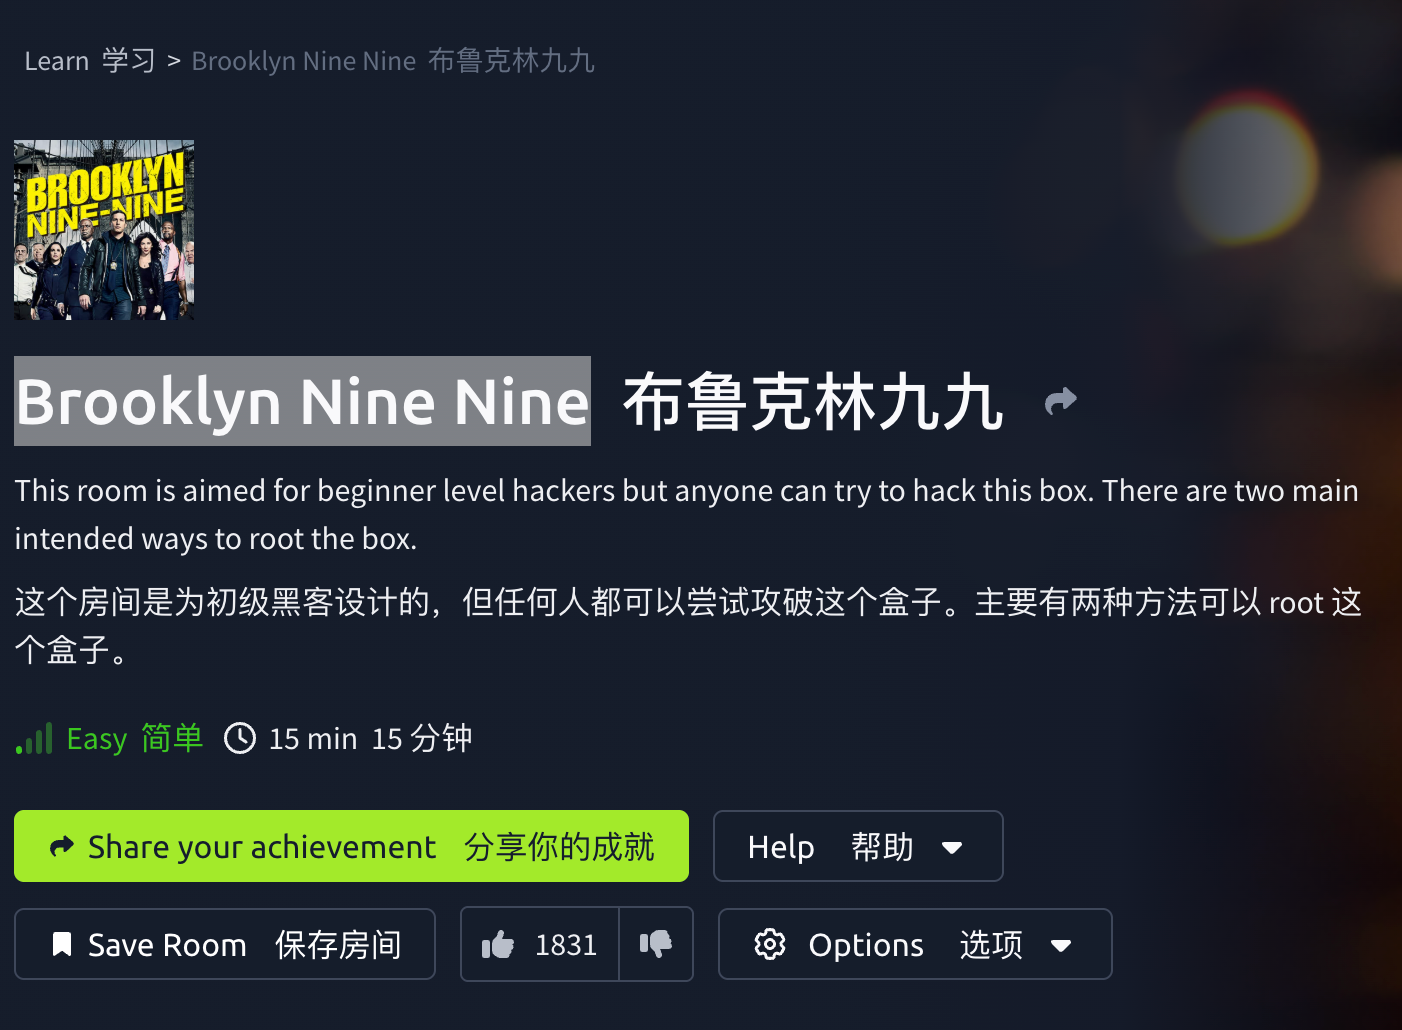 Learn 学习 > Brooklyn Nine Nine 布鲁克林九九
BROOKLYN
NINE-NINE
Brooklyn Nine Nine 布鲁克林九九
This room is aimed for beginner level hackers but anyone can try to hack this box. There are two main
intended ways to root the box.
这个房间是为初级黑客设计的，但任何人都可以尝试攻破这个盒子。主要有两种方法可以 root 这
个盒子。
Easy 简单 15 min 15 分钟
Share your achievement 分享你的成就 Help 帮助
Save Room 保存房间 1831 Options 选项